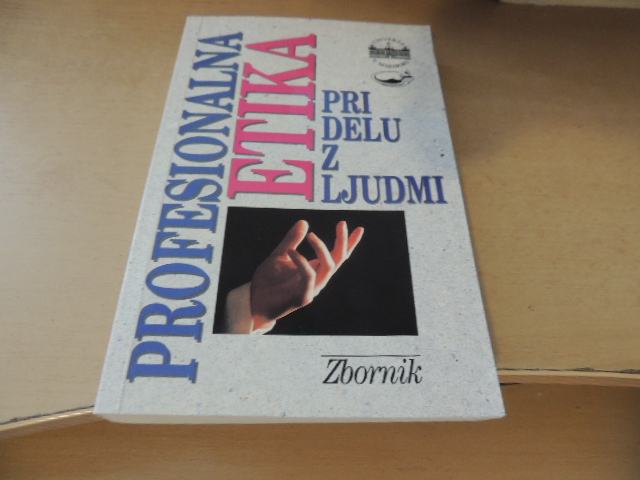 PROFESIONALNA
ETIKA
PRI
DELU
Z
LJUDMI
Zbornik